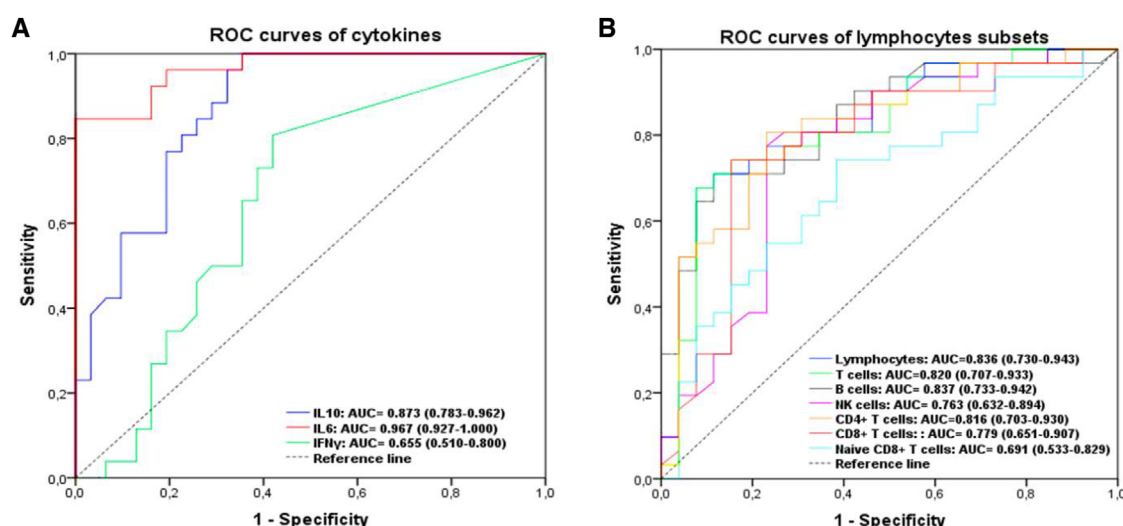 A
ROC curves of cytokines
1,0
0,8
0,6
0,4
0,2
0,0
Sensitivity
IL10: AUC= 0.873 (0.783-0.962)
IL6: AUC= 0.967 (0.927-1.000)
IFNγ: AUC= 0.655 (0.510-0.800)
Reference line
0,0 0,2 0,4 0,6 0,8 1,0
1 - Specificity
B
ROC curves of lymphocytes subsets
1,0
0,8
0,6
0,4
0,2
0,0
Sensitivity
Lymphocytes: AUC=0.836 (0.730-0.943)
T cells: AUC=0.820 (0.707-0.933)
B cells: AUC= 0.837 (0.733-0.942)
NK cells: AUC= 0.763 (0.632-0.894)
CD4+ T cells: AUC=0.816 (0.703-0.930)
CD8+ T cells: : AUC= 0.779 (0.651-0.907)
Naive CD8+ T cells: AUC= 0.691 (0.533-0.829)
Reference line
0,0 0,2 0,4 0,6 0,8 1,0
1 - Specificity